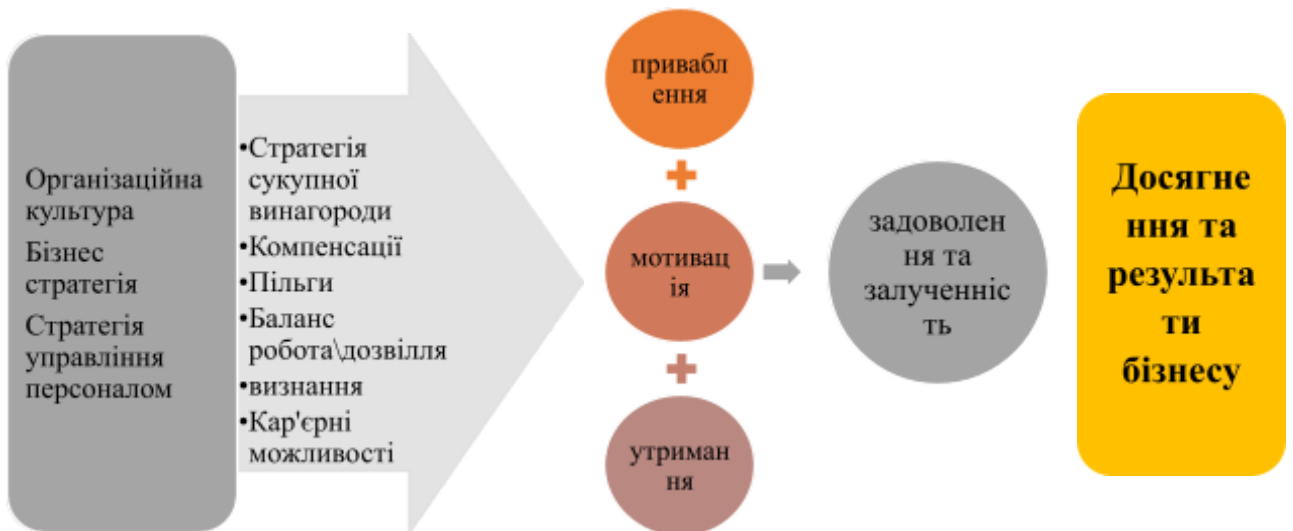 Організаційна
культура
Бізнес
стратегія
Стратегія
управління
персоналом
•Стратегія
сукупної
винагороди
•Компенсації
•Пільги
•Баланс
робота\дозвілля
•визнання
•Кар'єрні
можливості
приваբл
ення
мотивац
ія
утриман
ня
задоволен
ня та
залученніс
ть
Досягне
ння та
результа
ти
бізнесу